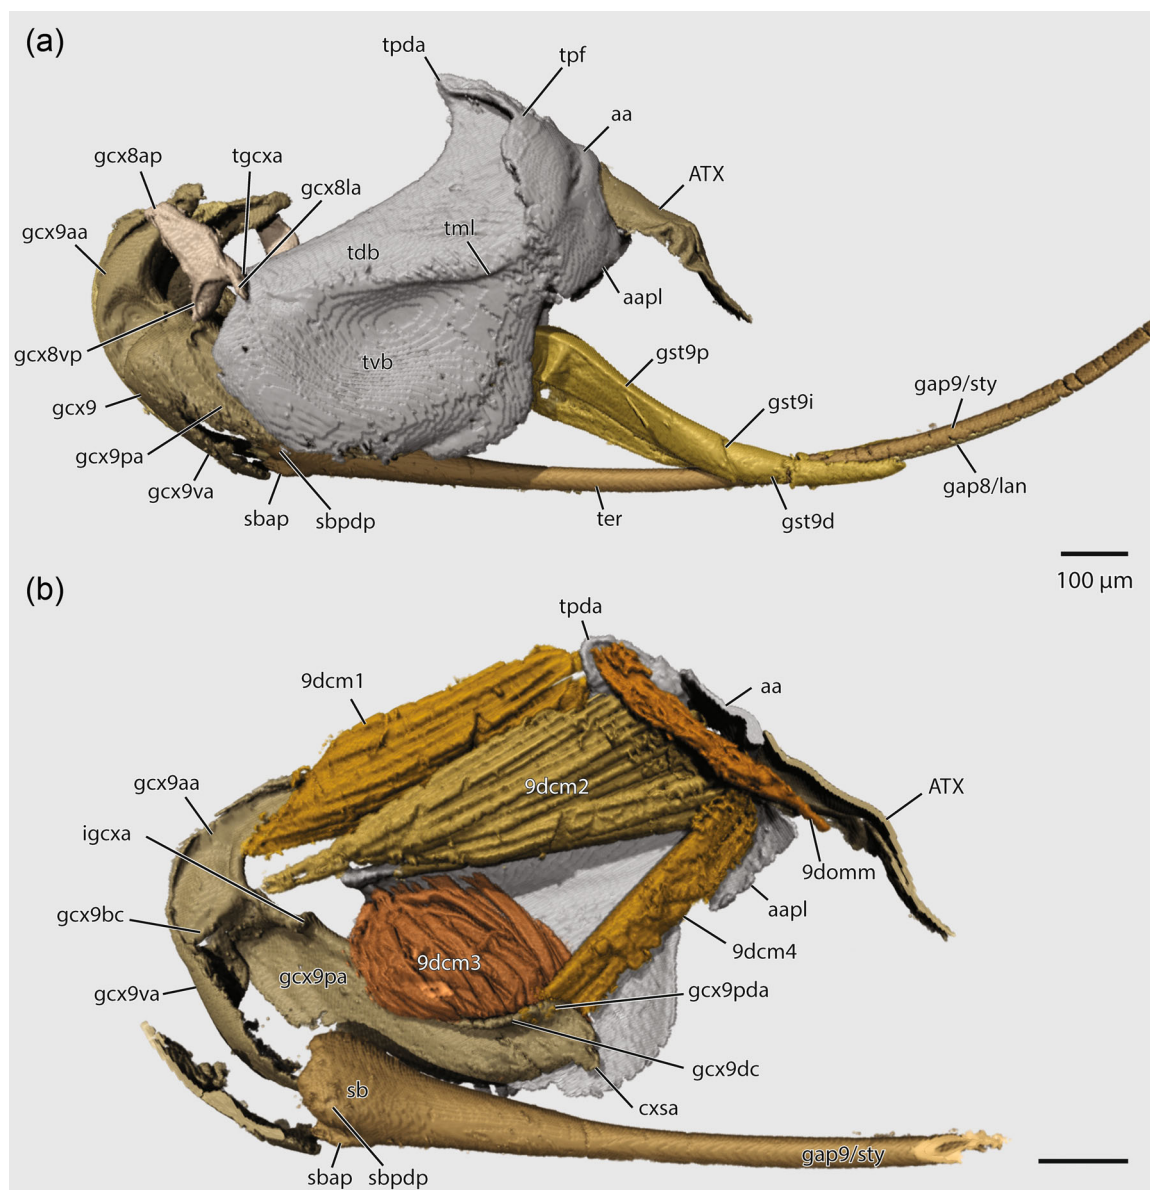 (a)
tpda
tpf
aa
gcx8ap
tgcxa
gcx8la
ATX
gcx9aa
tdb
tml
aapl
gcx8vp
tvb
gst9p
gap9/sty
gcx9
gst9i
gcx9pa
gcx9va
gap8/lan
sbap
sbpdp
ter
gst9d
100 µm
(b)
tpda
9dcm1
aa
gcx9aa
9dcm2
ATX
igcxa
9domm
aapl
gcx9bc
9dcm4
9dcm3
gcx9pa
gcx9va
gcx9pda
gcx9dc
sb
cxsa
gap9/sty
sbap
sbpdp